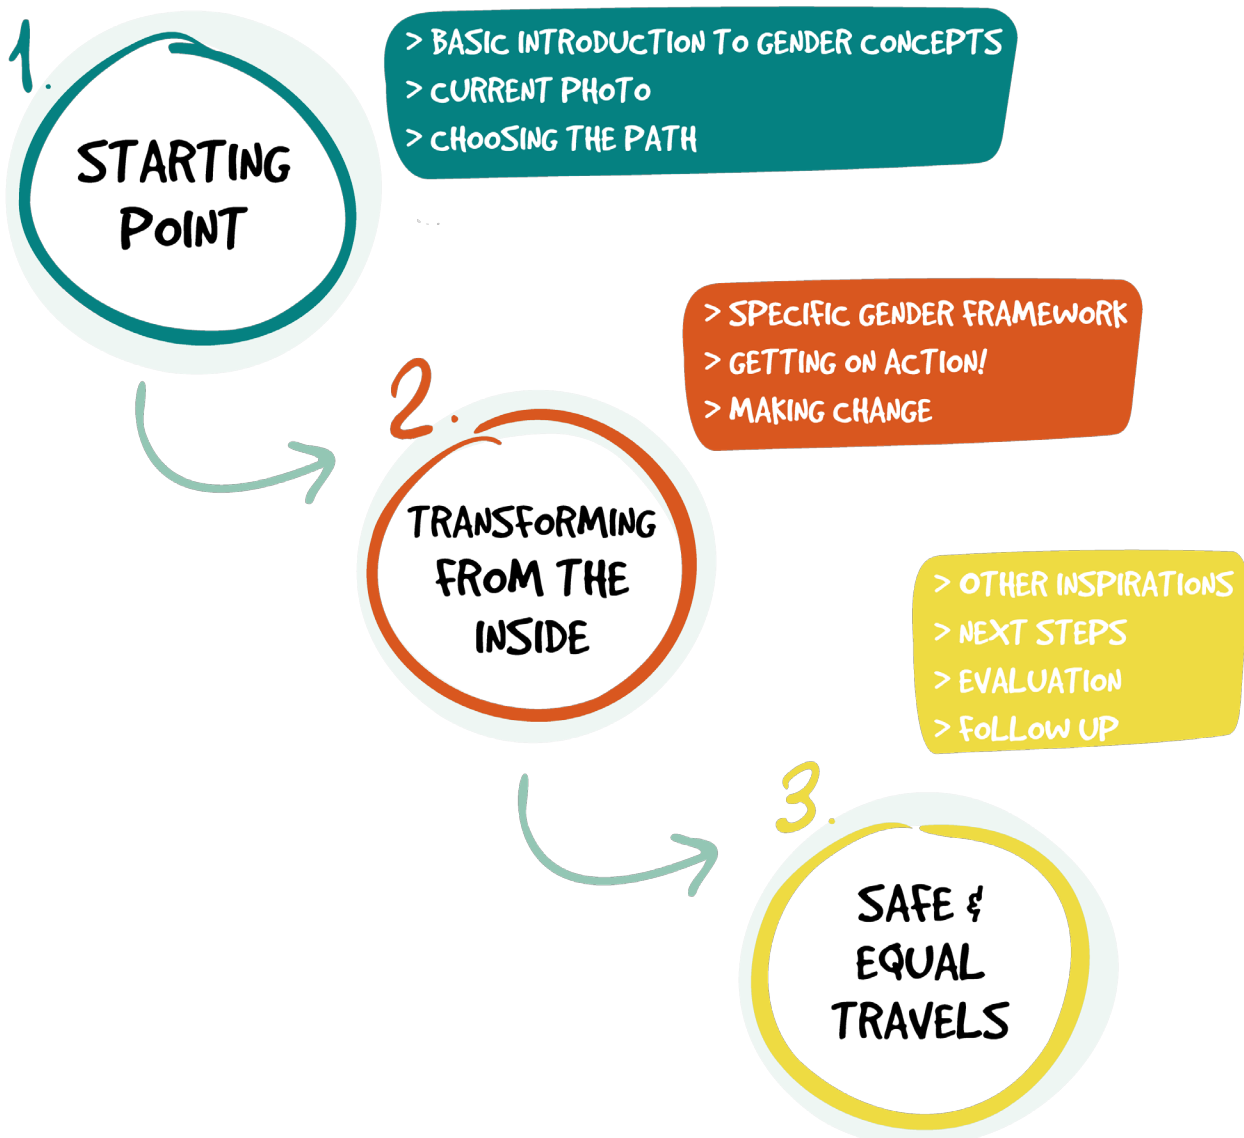 1.
STARTING
POINT
> BASIC INTRODUCTION TO GENDER CONCEPTS
> CURRENT PHOTO
> CHOOSING THE PATH
2.
TRANSFORMING
FROM THE
INSIDE
> SPECIFIC GENDER FRAMEWORK
> GETTING ON ACTION!
> MAKING CHANGE
3.
SAFE &
EQUAL
TRAVELS
> OTHER INSPIRATIONS
> NEXT STEPS
> EVALUATION
> FOLLOW UP